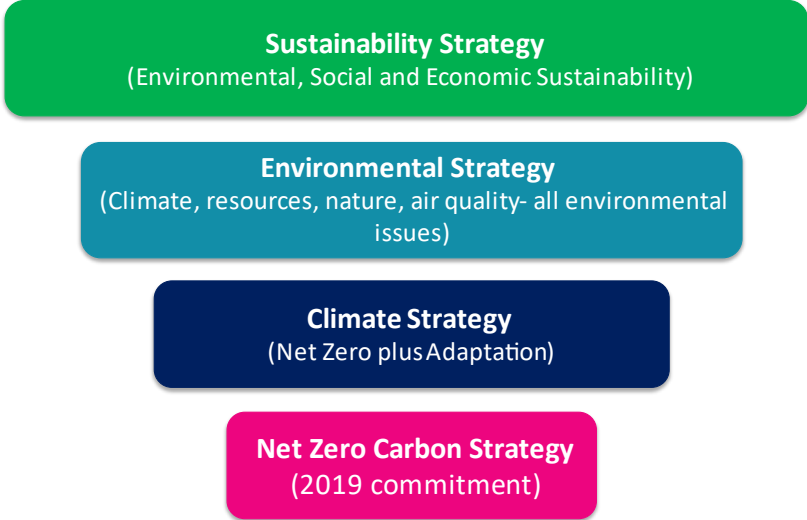 Sustainability Strategy
(Environmental, Social and Economic Sustainability)
Environmental Strategy
(Climate, resources, nature, air quality- all environmental
issues)
Climate Strategy
(Net Zero plus Adaptation)
Net Zero Carbon Strategy
(2019 commitment)